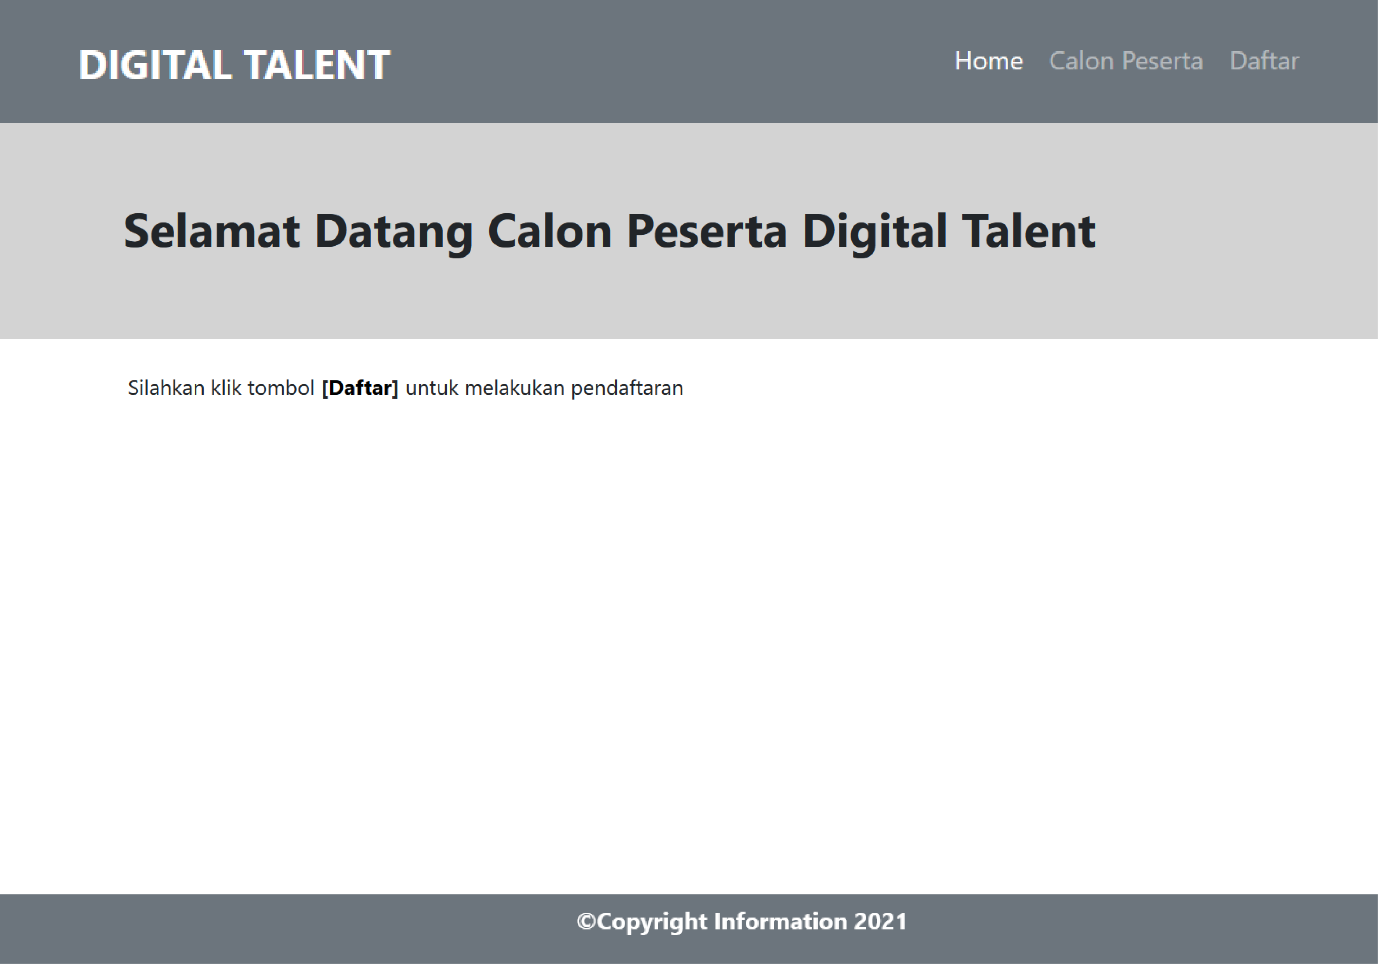 DIGITAL TALENT
Home Calon Peserta Daftar
Selamat Datang Calon Peserta Digital Talent
Silahkan klik tombol [Daftar] untuk melakukan pendaftaran
©Copyright Information 2021